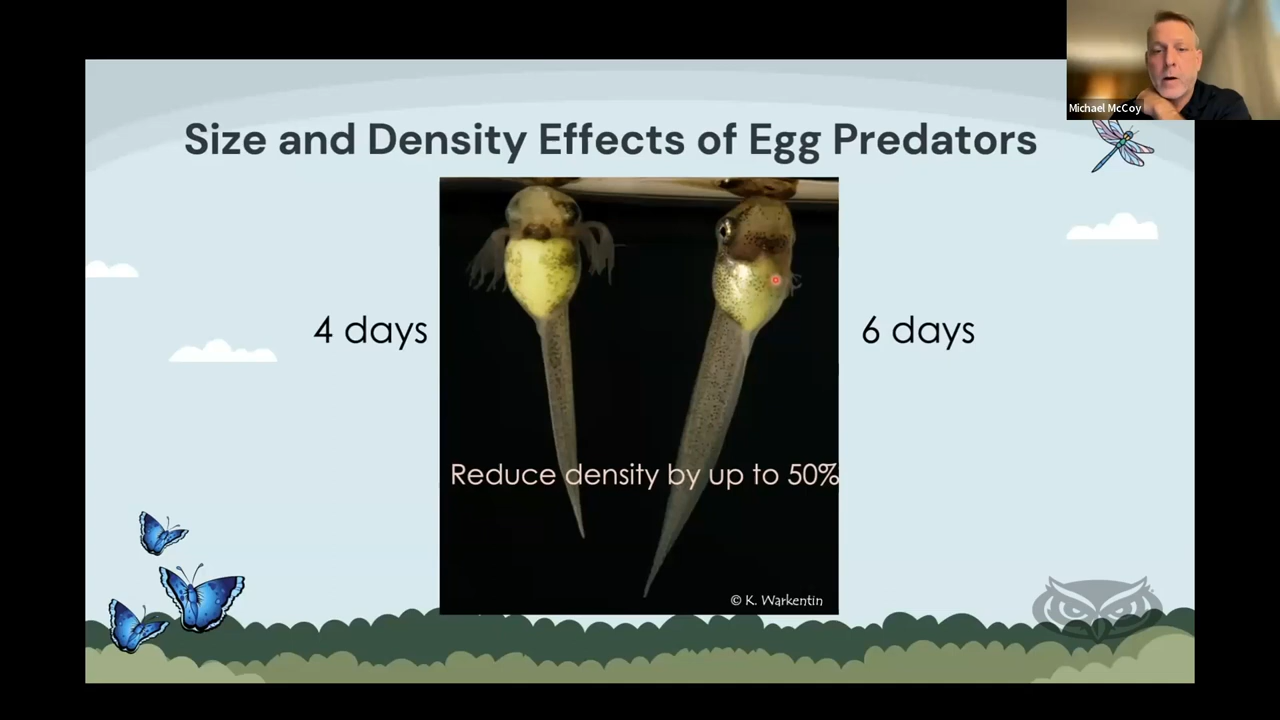 Michael McCoy
Size and Density Effects of Egg Predators
4 days
6 days
Reduce density by up to 50%
© K. Warkentin